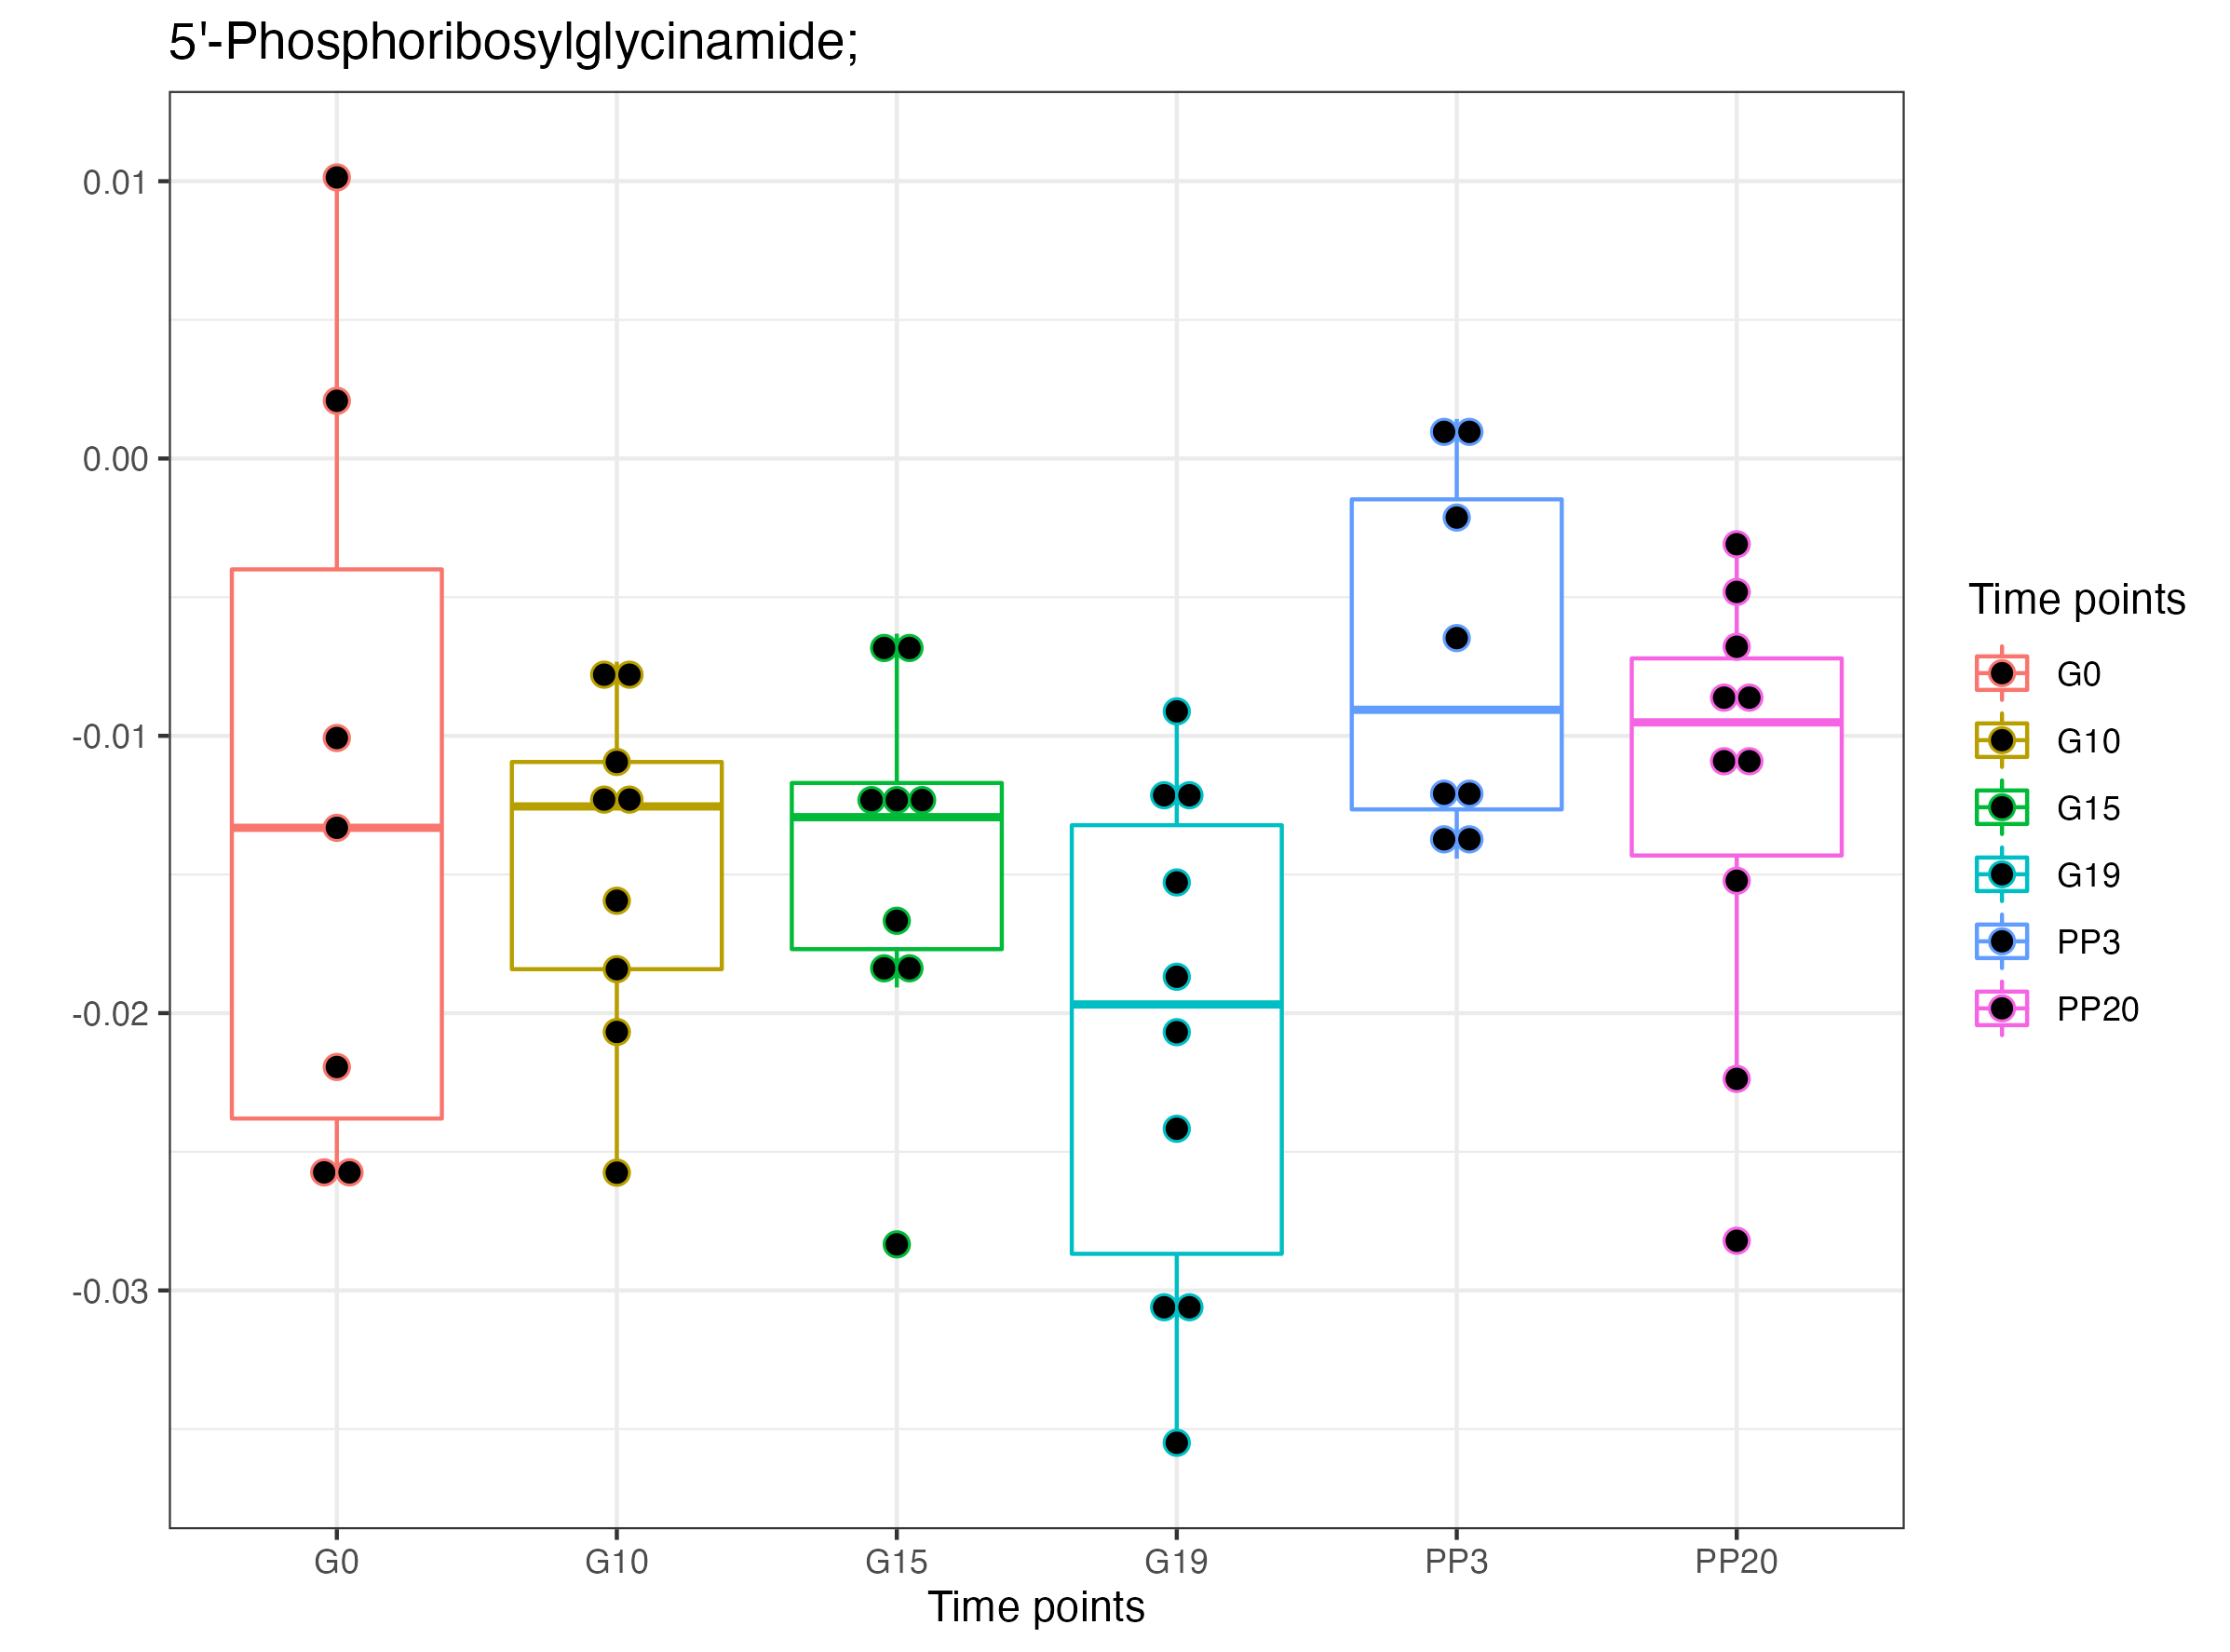 5'-Phosphoribosylglycinamide;
0.01
0.00
-0.01
-0.02
-0.03
G0 G10 G15 G19 PP3 PP20
Time points
Time points
G0
G10
G15
G19
PP3
PP20